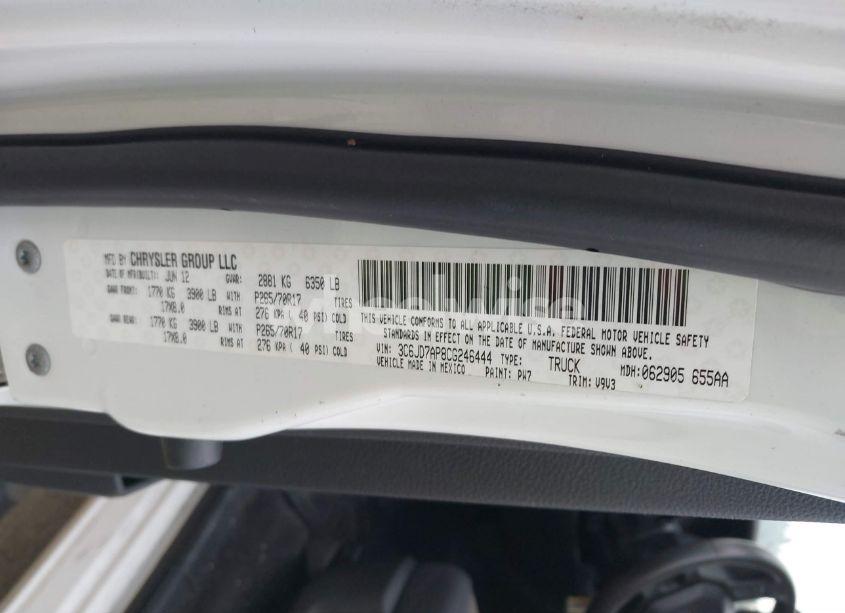 MFD BY CHRYSLER GROUP LLC
DATE OF MFR(BUILT): JUN 12 GVWR: 2881 KG 6350 LB
GAWR FRONT: 1770 KG 3900 LB WITH P265/70R17 TIRES
17X8.0 RIMS AT 276 KPA ( 40 PSI) COLD
GAWR REAR: 1770 KG 3900 LB WITH P265/70R17 TIRES
17X8.0 RIMS AT 276 KPA ( 40 PSI) COLD
THIS VEHICLE CONFORMS TO ALL APPLICABLE U.S.A. FEDERAL MOTOR VEHICLE SAFETY
STANDARDS IN EFFECT ON THE DATE OF MANUFACTURE SHOWN ABOVE.
VIN: 3C6JD7AP8CG246444 TYPE: TRUCK MDH:062905 655AA
VEHICLE MADE IN MEXICO PAINT: PW7 TRIM: V9V3